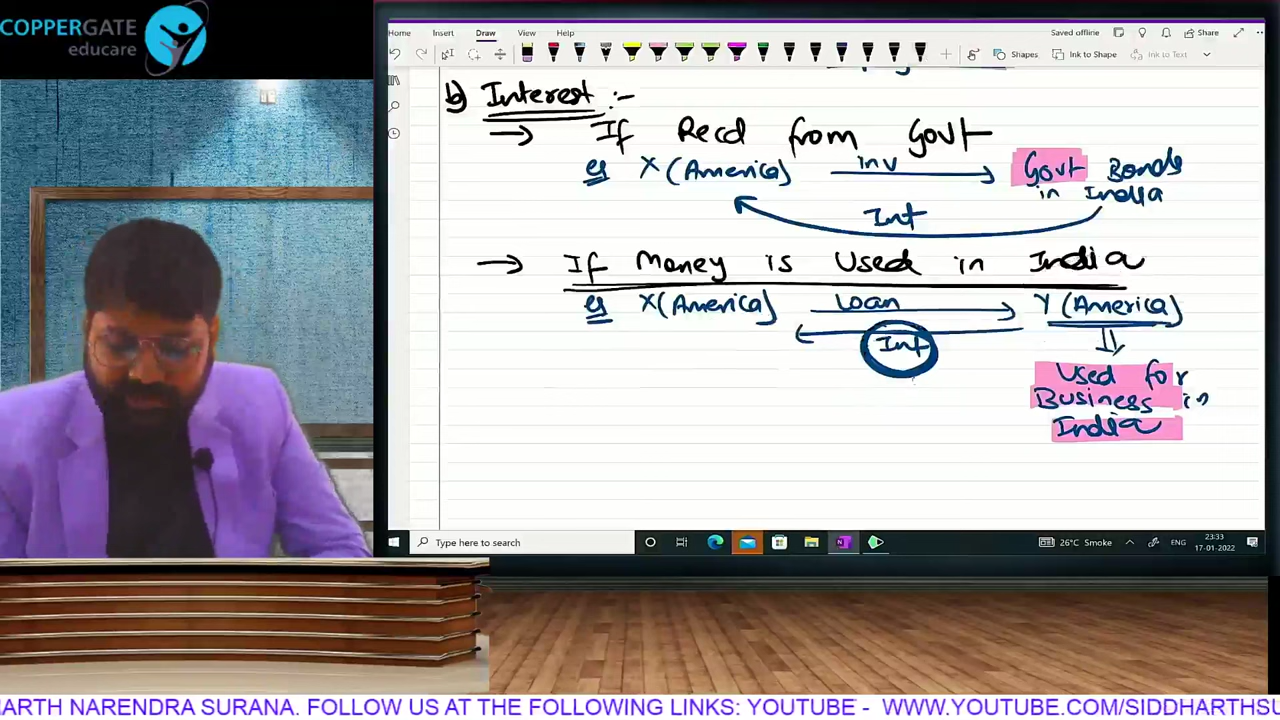 COPPERGATE
educare
Home Insert Draw View Help
Saved offline
Share
Shapes
Ink to Shape
Ink to Text
b) Interest :-
→ If Recd from Govt
eg X (America) inv → Govt Bonds
in India
Int
→ If Money is Used in India
eg X (America) Loan → Y (America)
Int
Used for
Business in
India
Type here to search
26°C Smoke
ENG
23:33
17-01-2022
ARTH NARENDRA SURANA. FOLLOW US AT THE FOLLOWING LINKS: YOUTUBE - WWW.YOUTUBE.COM/SIDDHARTHSU